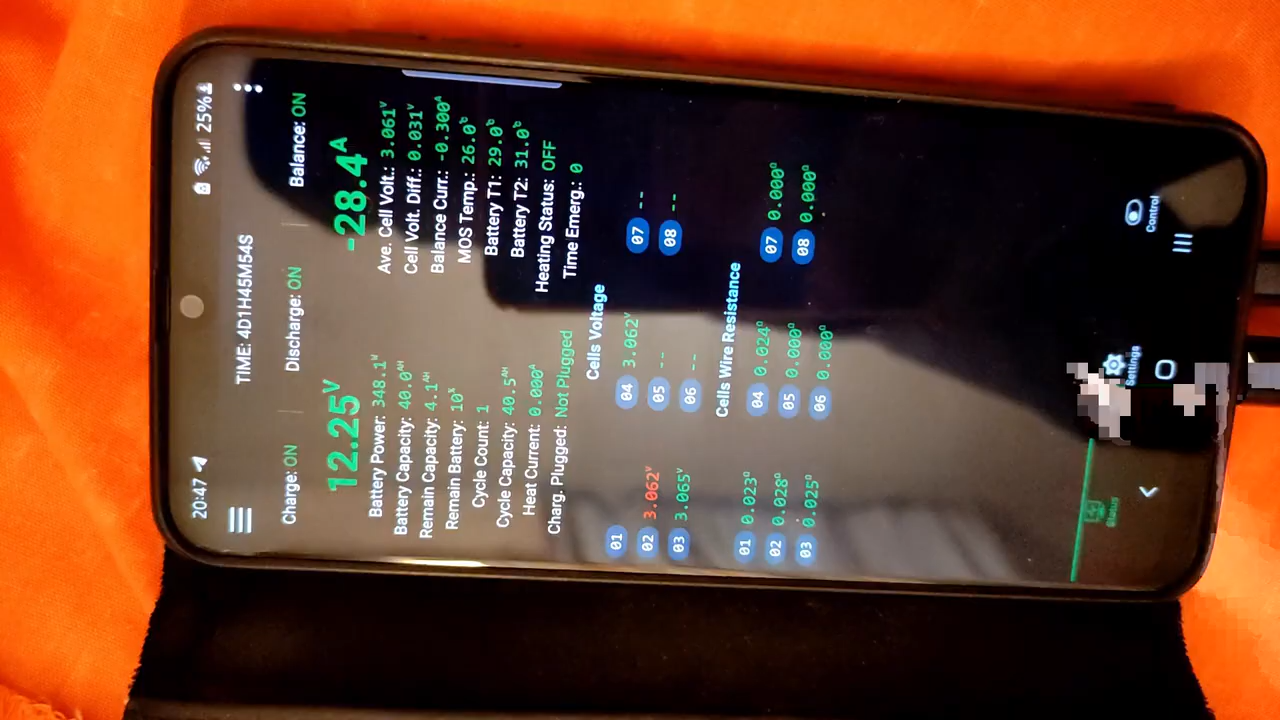 20:47 25%
TIME: 4D1H45M54S
Charge: ON Discharge: ON Balance: ON
12.25V -28.4A
Battery Power: 348.1W Ave. Cell Volt.: 3.061V
Battery Capacity: 40.0AH Cell Volt. Diff.: 0.031V
Remain Capacity: 4.1AH Balance Curr.: -0.300A
Remain Battery: 10% MOS Temp.: 26.0
Cycle Count: 1 Battery T1: 29.0
Cycle Capacity: 40.5AH Battery T2: 31.0
Heat Current: 0.000A Heating Status: OFF
Charg. Plugged: Not Plugged Time Emerg.: 0
Cells Voltage
01 04 3.062V 07 --
02 3.062V 05 -- 08 --
03 3.065V 06 --
Cells Wire Resistance
01 0.023Ω 04 0.024Ω 07 0.000Ω
02 0.028Ω 05 0.000Ω 08 0.000Ω
03 0.025Ω 06 0.000Ω
Status Settings Control